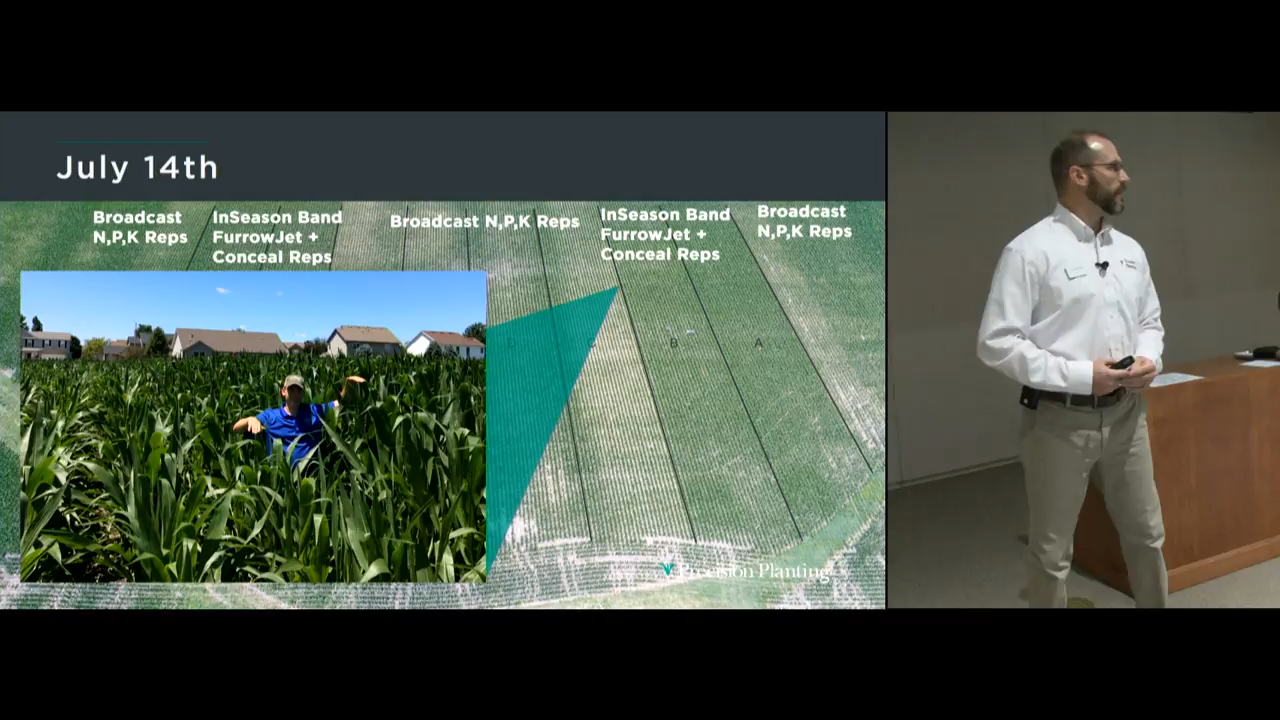 July 14th
Broadcast
N,P,K Reps
InSeason Band
FurrowJet +
Conceal Reps
Broadcast N,P,K Reps
InSeason Band
FurrowJet +
Conceal Reps
Broadcast
N,P,K Reps
D
B
A
Precision Planting